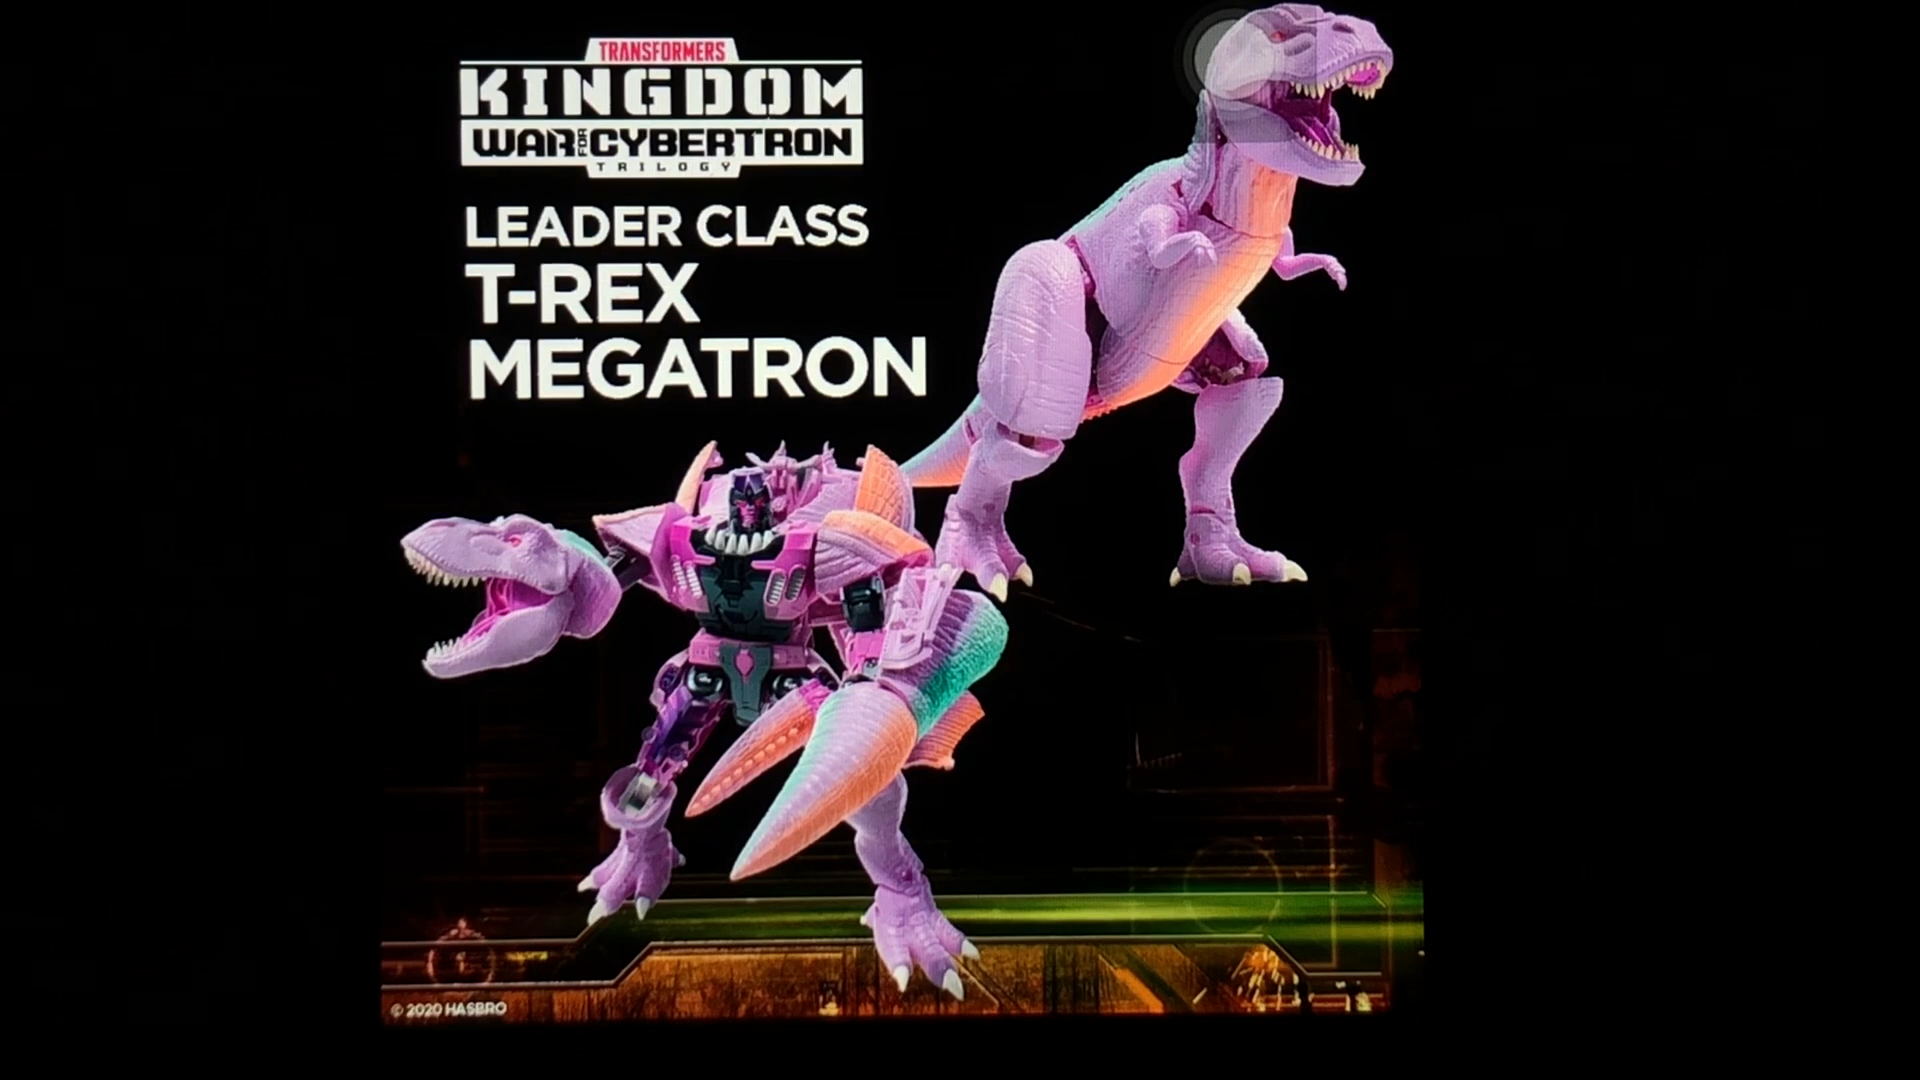 TRANSFORMERS
KINGDOM
WAR FOR CYBERTRON
TRILOGY
LEADER CLASS
T-REX
MEGATRON
© 2020 HASBRO